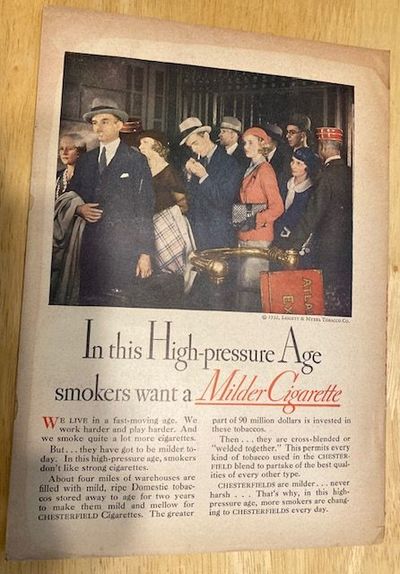 ATLA
EX
© 1932, LIGGETT & MYERS TOBACCO CO.
In this High-pressure Age
smokers want a Milder Cigarette
WE LIVE in a fast-moving age. We
work harder and play harder. And
we smoke quite a lot more cigarettes.
But... they have got to be milder to-
day. In this high-pressure age, smokers
don't like strong cigarettes.
About four miles of warehouses are
filled with mild, ripe Domestic tobac-
cos stored away to age for two years
to make them mild and mellow for
CHESTERFIELD Cigarettes. The greater
part of 90 million dollars is invested in
these tobaccos.
Then... they are cross-blended or
"welded together." This permits every
kind of tobacco used in the CHESTER-
FIELD blend to partake of the best qual-
ities of every other type.
CHESTERFIELDS are milder... never
harsh... That's why, in this high-
pressure age, more smokers are chang-
ing to CHESTERFIELDS every day.